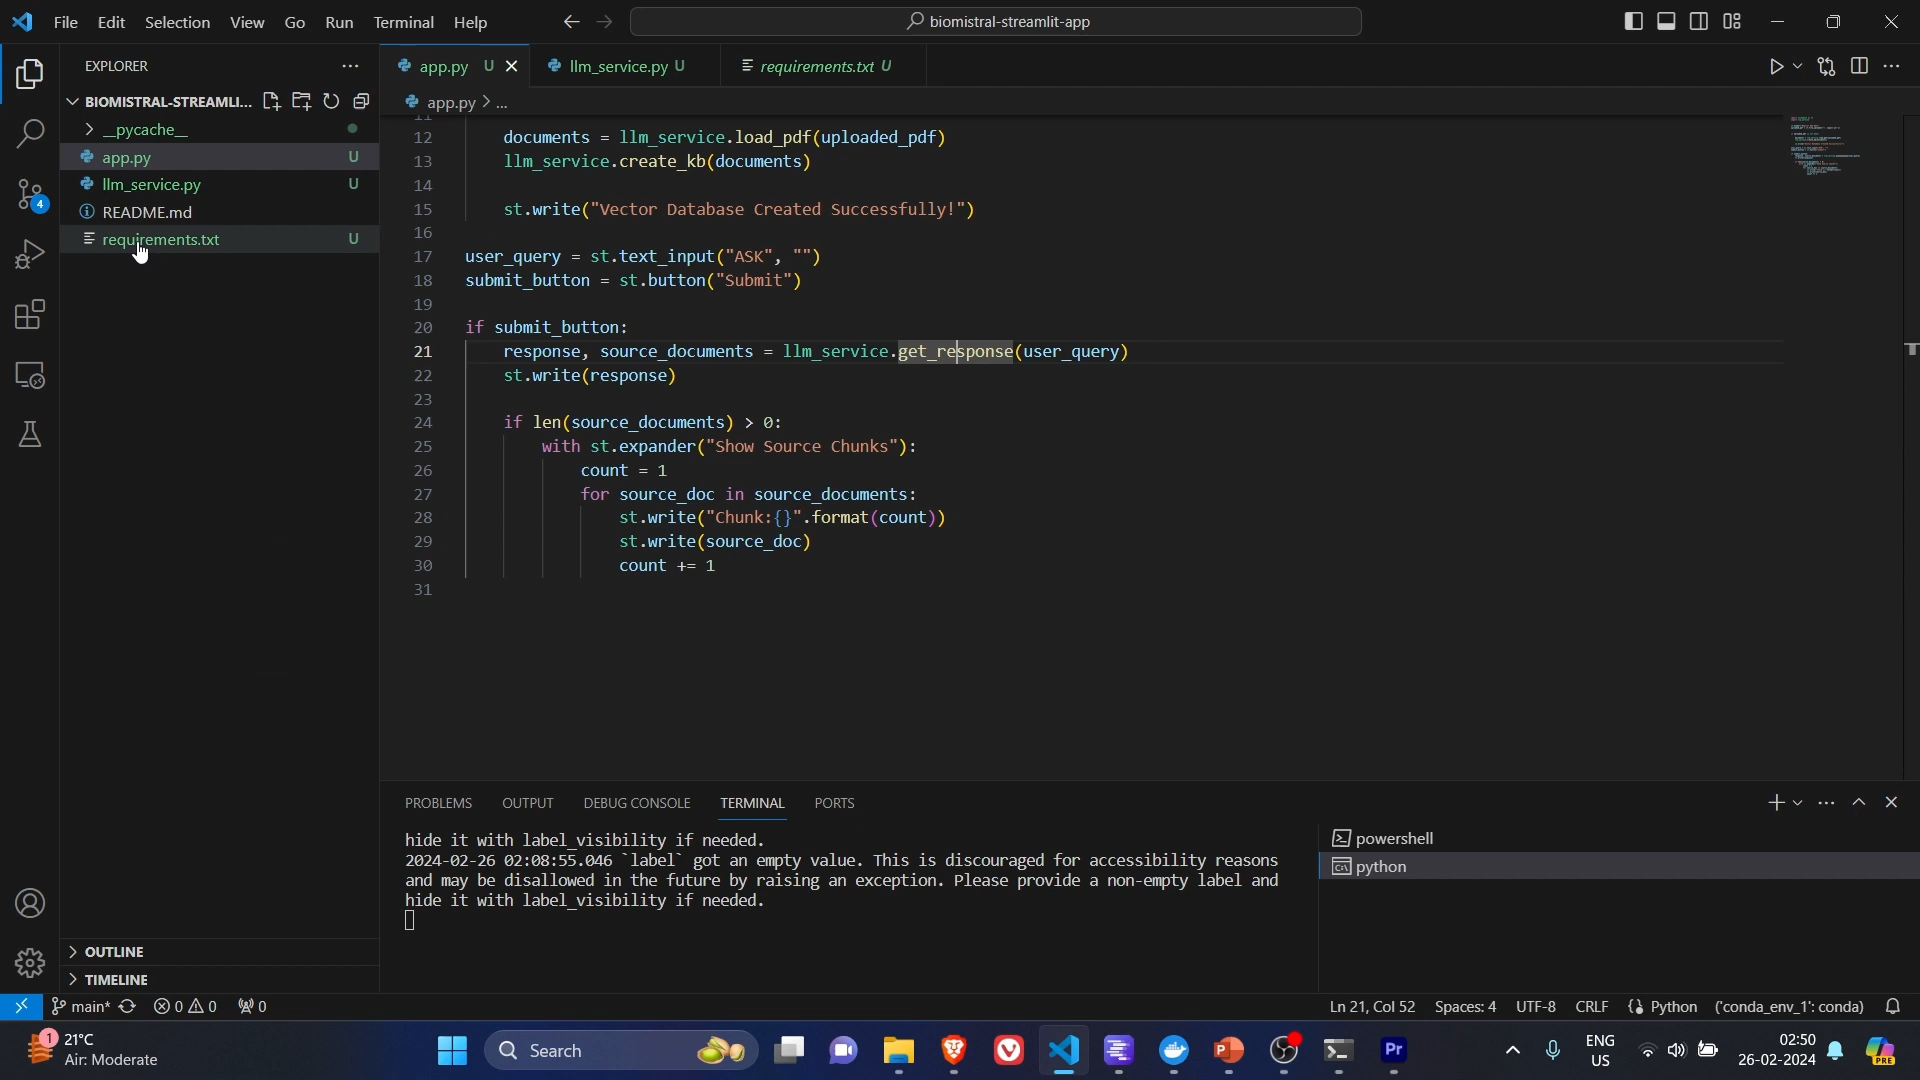 File Edit Selection View Go Run Terminal Help
biomistral-streamlit-app
EXPLORER
BIOMISTRAL-STREAMLI...
__pycache__
app.py U
llm_service.py U
README.md
requirements.txt U
OUTLINE
TIMELINE
4
app.py U
llm_service.py U
requirements.txt U
app.py > ...
12 documents = llm_service.load_pdf(uploaded_pdf)
13 llm_service.create_kb(documents)
14
15 st.write("Vector Database Created Successfully!")
16
17 user_query = st.text_input("ASK", "")
18 submit_button = st.button("Submit")
19
20 if submit_button:
21 response, source_documents = llm_service.get_response(user_query)
22 st.write(response)
23
24 if len(source_documents) > 0:
25 with st.expander("Show Source Chunks"):
26 count = 1
27 for source_doc in source_documents:
28 st.write("Chunk:{}".format(count))
29 st.write(source_doc)
30 count += 1
31
PROBLEMS OUTPUT DEBUG CONSOLE TERMINAL PORTS
hide it with label_visibility if needed.
2024-02-26 02:08:55.046 `label` got an empty value. This is discouraged for accessibility reasons
and may be disallowed in the future by raising an exception. Please provide a non-empty label and
hide it with label_visibility if needed.
powershell
python
main* 0 0 0
Ln 21, Col 52 Spaces: 4 UTF-8 CRLF Python ('conda_env_1': conda)
1
21°C
Air: Moderate
Search
Pr
ENG
US
02:50
26-02-2024
PRE